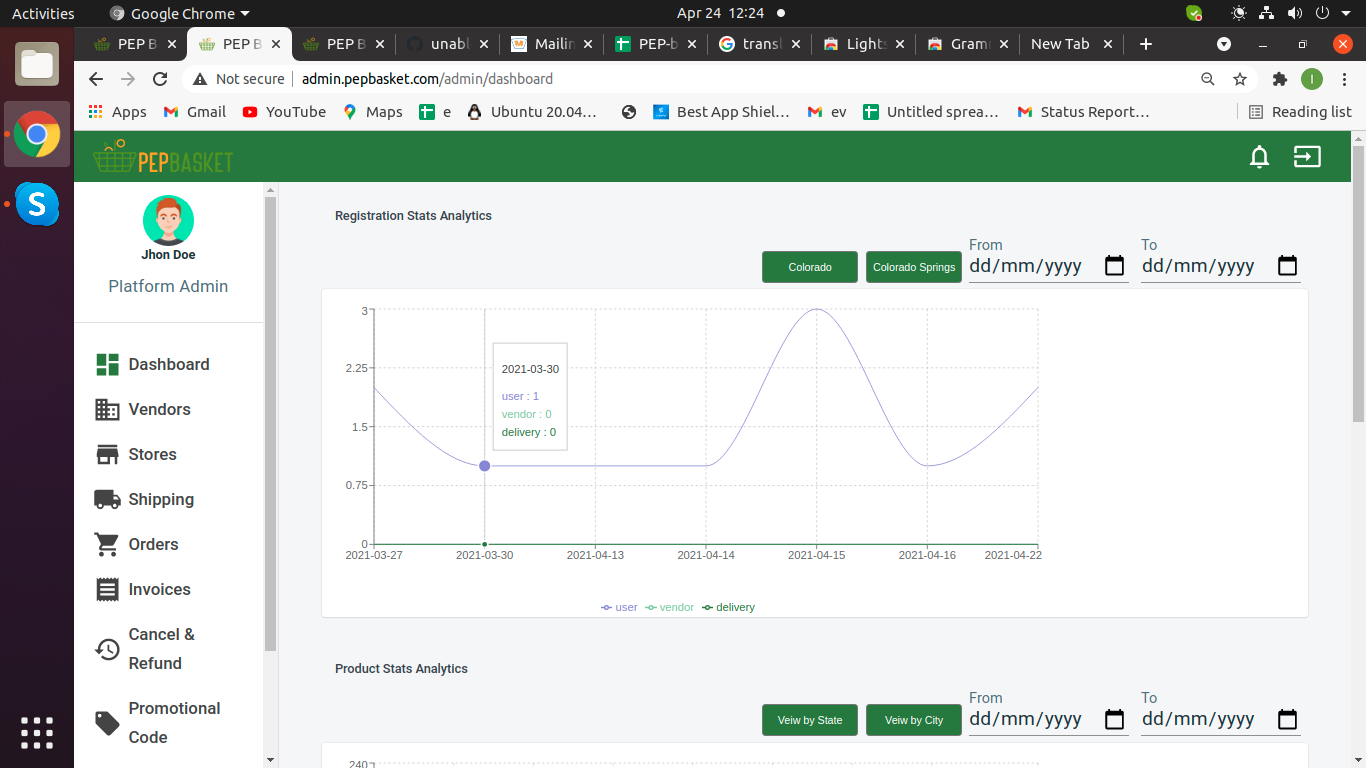 Activities Google Chrome Apr 24 12:24
PEP B PEP B PEP B unabl Mailin PEP-b transl Lights Gram New Tab
Not secure admin.pepbasket.com/admin/dashboard
Apps Gmail YouTube Maps e Ubuntu 20.04… Best App Shiel… ev Untitled sprea… Status Report… Reading list
PEPBASKET
Jhon Doe
Platform Admin
Dashboard
Vendors
Stores
Shipping
Orders
Invoices
Cancel &
Refund
Promotional
Code
Registration Stats Analytics
From To
Colorado Colorado Springs dd/mm/yyyy dd/mm/yyyy
3
2.25
1.5
0.75
0
2021-03-30
user : 1
vendor : 0
delivery : 0
2021-03-27 2021-03-30 2021-04-13 2021-04-14 2021-04-15 2021-04-16 2021-04-22
user vendor delivery
Product Stats Analytics
From To
Veiw by State Veiw by City dd/mm/yyyy dd/mm/yyyy
240